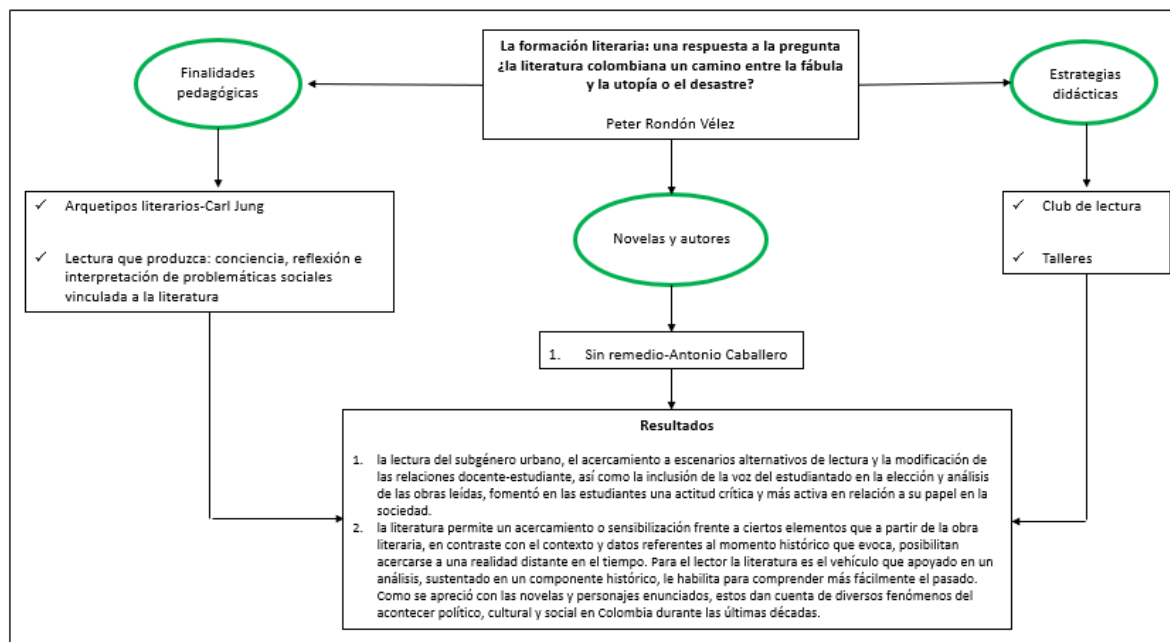 La formación literaria: una respuesta a la pregunta
¿la literatura colombiana un camino entre la fábula
y la utopía o el desastre?
Peter Rondón Vélez
Finalidades
pedagógicas
Estrategias
didácticas
✓ Arquetipos literarios-Carl Jung
✓ Lectura que produzca: conciencia, reflexión e
interpretación de problemáticas sociales
vinculada a la literatura
Novelas y autores
✓ Club de lectura
✓ Talleres
1. Sin remedio-Antonio Caballero
Resultados
1. la lectura del subgénero urbano, el acercamiento a escenarios alternativos de lectura y la modificación de
las relaciones docente-estudiante, así como la inclusión de la voz del estudiantado en la elección y análisis
de las obras leídas, fomentó en las estudiantes una actitud crítica y más activa en relación a su papel en la
sociedad.
2. la literatura permite un acercamiento o sensibilización frente a ciertos elementos que a partir de la obra
literaria, en contraste con el contexto y datos referentes al momento histórico que evoca, posibilitan
acercarse a una realidad distante en el tiempo. Para el lector la literatura es el vehículo que apoyado en un
análisis, sustentado en un componente histórico, le habilita para comprender más fácilmente el pasado.
Como se apreció con las novelas y personajes enunciados, estos dan cuenta de diversos fenómenos del
acontecer político, cultural y social en Colombia durante las últimas décadas.